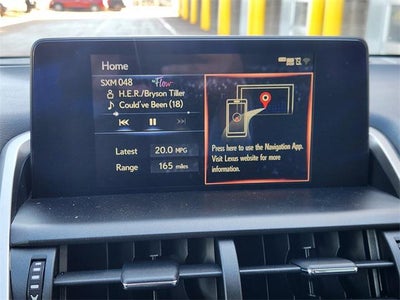 Home
SXM 048 Flow
H.E.R./Bryson Tiller
Could've Been (18)
Latest 20.0 MPG
Range 165 miles
Press here to use the Navigation App.
Visit Lexus website for more
information.